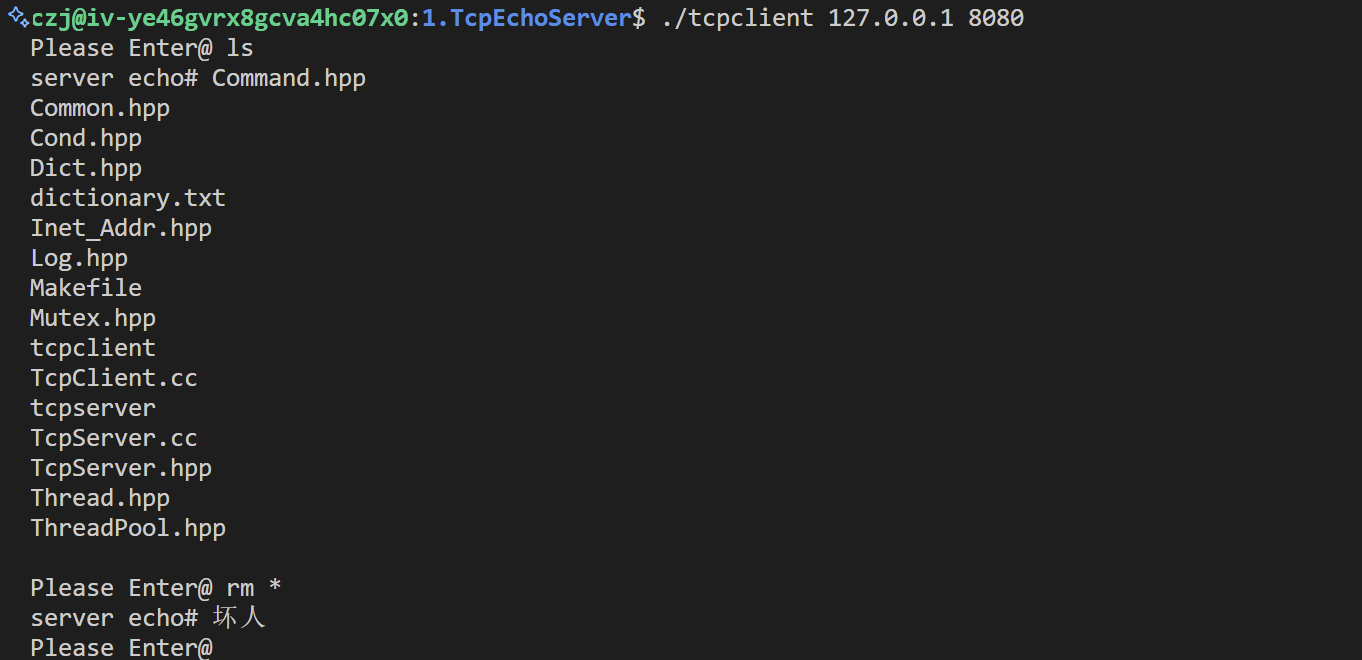 czj@iv-ye46gvrx8gcva4hc07x0:1.TcpEchoServer$ ./tcpclient 127.0.0.1 8080
Please Enter@ ls
server echo# Command.hpp
Common.hpp
Cond.hpp
Dict.hpp
dictionary.txt
Inet_Addr.hpp
Log.hpp
Makefile
Mutex.hpp
tcpclient
TcpClient.cc
tcpserver
TcpServer.cc
TcpServer.hpp
Thread.hpp
ThreadPool.hpp
Please Enter@ rm *
server echo# 坏人
Please Enter@